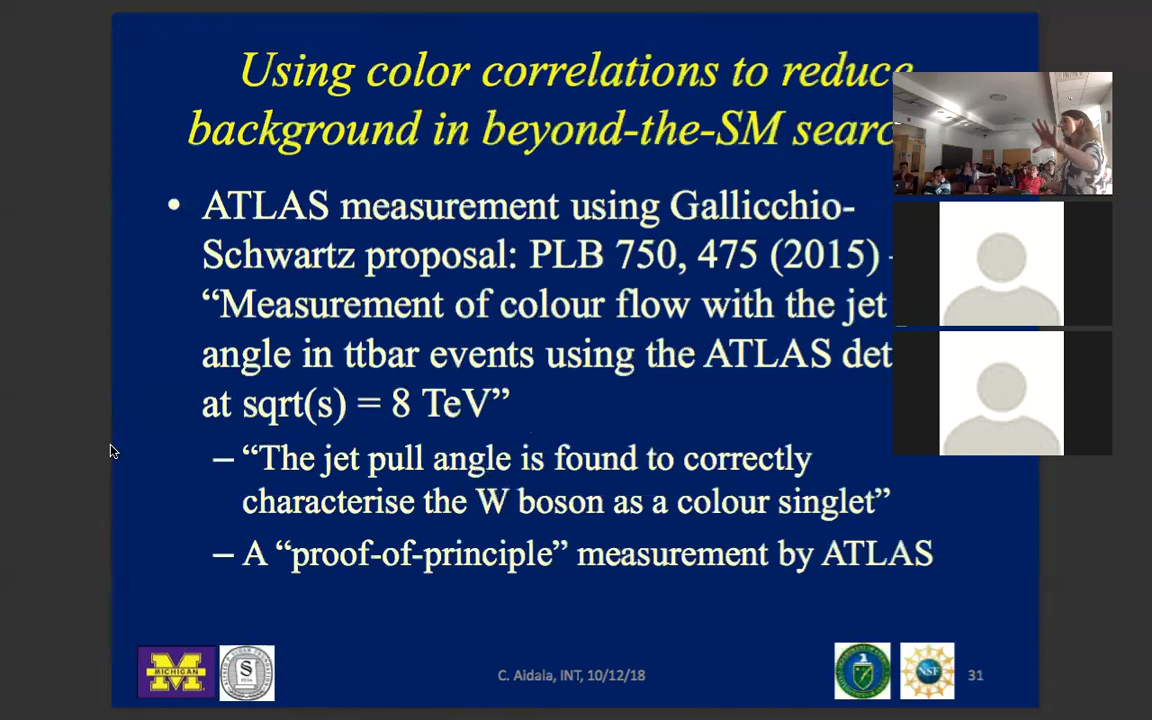 Using color correlations to reduce
background in beyond-the-SM searc
• ATLAS measurement using Gallicchio-
Schwartz proposal: PLB 750, 475 (2015) -
“Measurement of colour flow with the jet
angle in ttbar events using the ATLAS det
at sqrt(s) = 8 TeV”
– “The jet pull angle is found to correctly
characterise the W boson as a colour singlet”
– A “proof-of-principle” measurement by ATLAS
M
MICHIGAN
S
C. Aidala, INT, 10/12/18
NSF
31